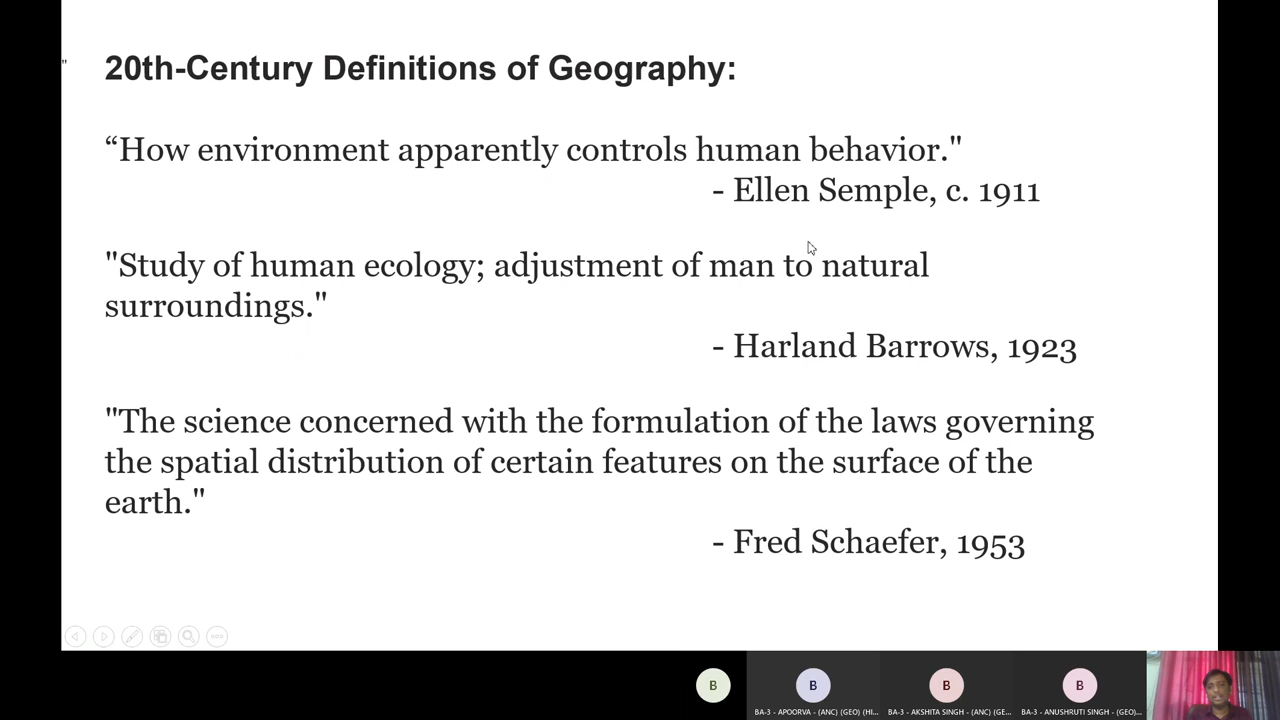 "
20th-Century Definitions of Geography:
“How environment apparently controls human behavior."
- Ellen Semple, c. 1911
"Study of human ecology; adjustment of man to natural
surroundings."
- Harland Barrows, 1923
"The science concerned with the formulation of the laws governing
the spatial distribution of certain features on the surface of the
earth."
- Fred Schaefer, 1953
B
B
B
B
BA-3 - APOORVA - (ANC) (GEO) (HI...
BA-3 - AKSHITA SINGH - (ANC) (GE...
BA-3 - ANUSHRUTI SINGH - (GEO)...